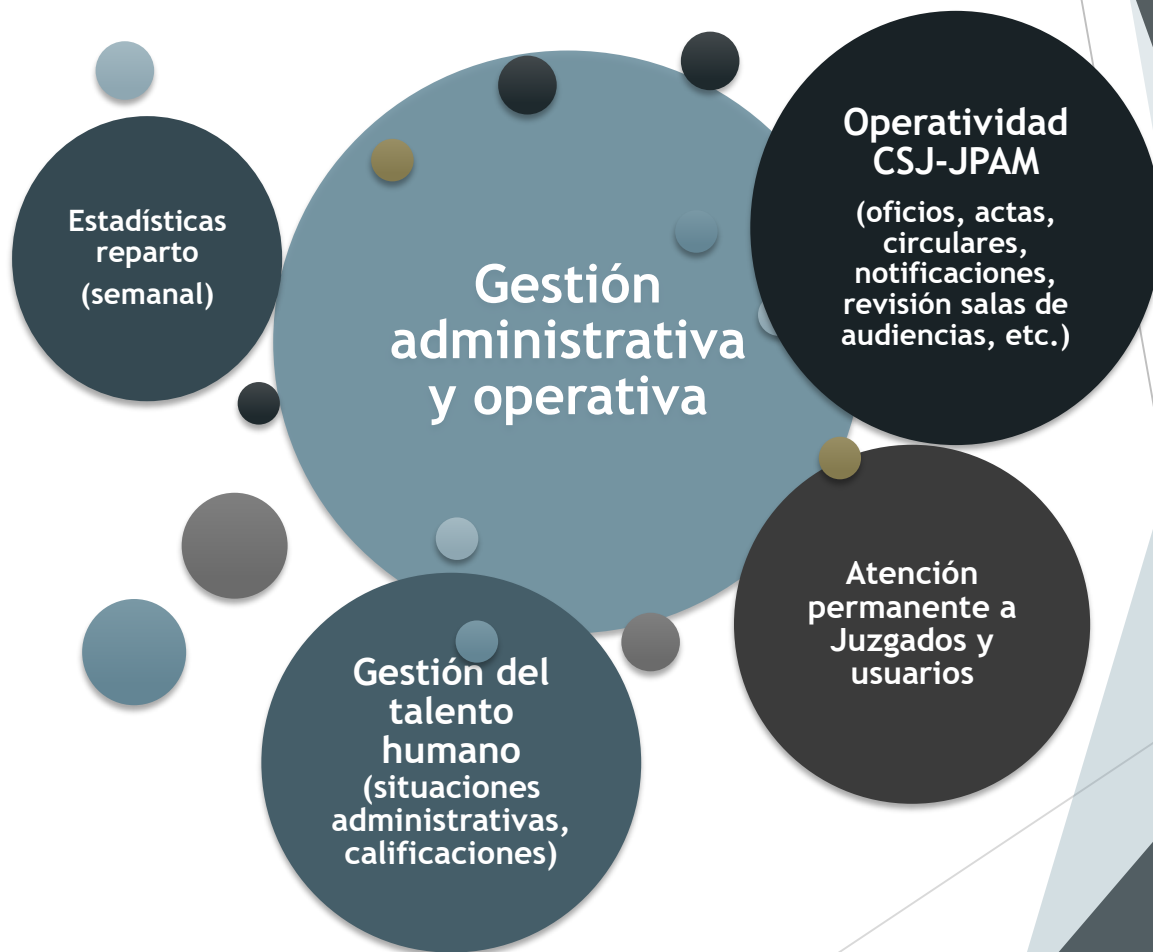 Estadísticas
reparto
(semanal)
Gestión
administrativa
y operativa
Operatividad
CSJ-JPAM
(oficios, actas,
circulares,
notificaciones,
revisión salas de
audiencias, etc.)
Atención
permanente a
Juzgados y
usuarios
Gestión del
talento
humano
(situaciones
administrativas,
calificaciones)